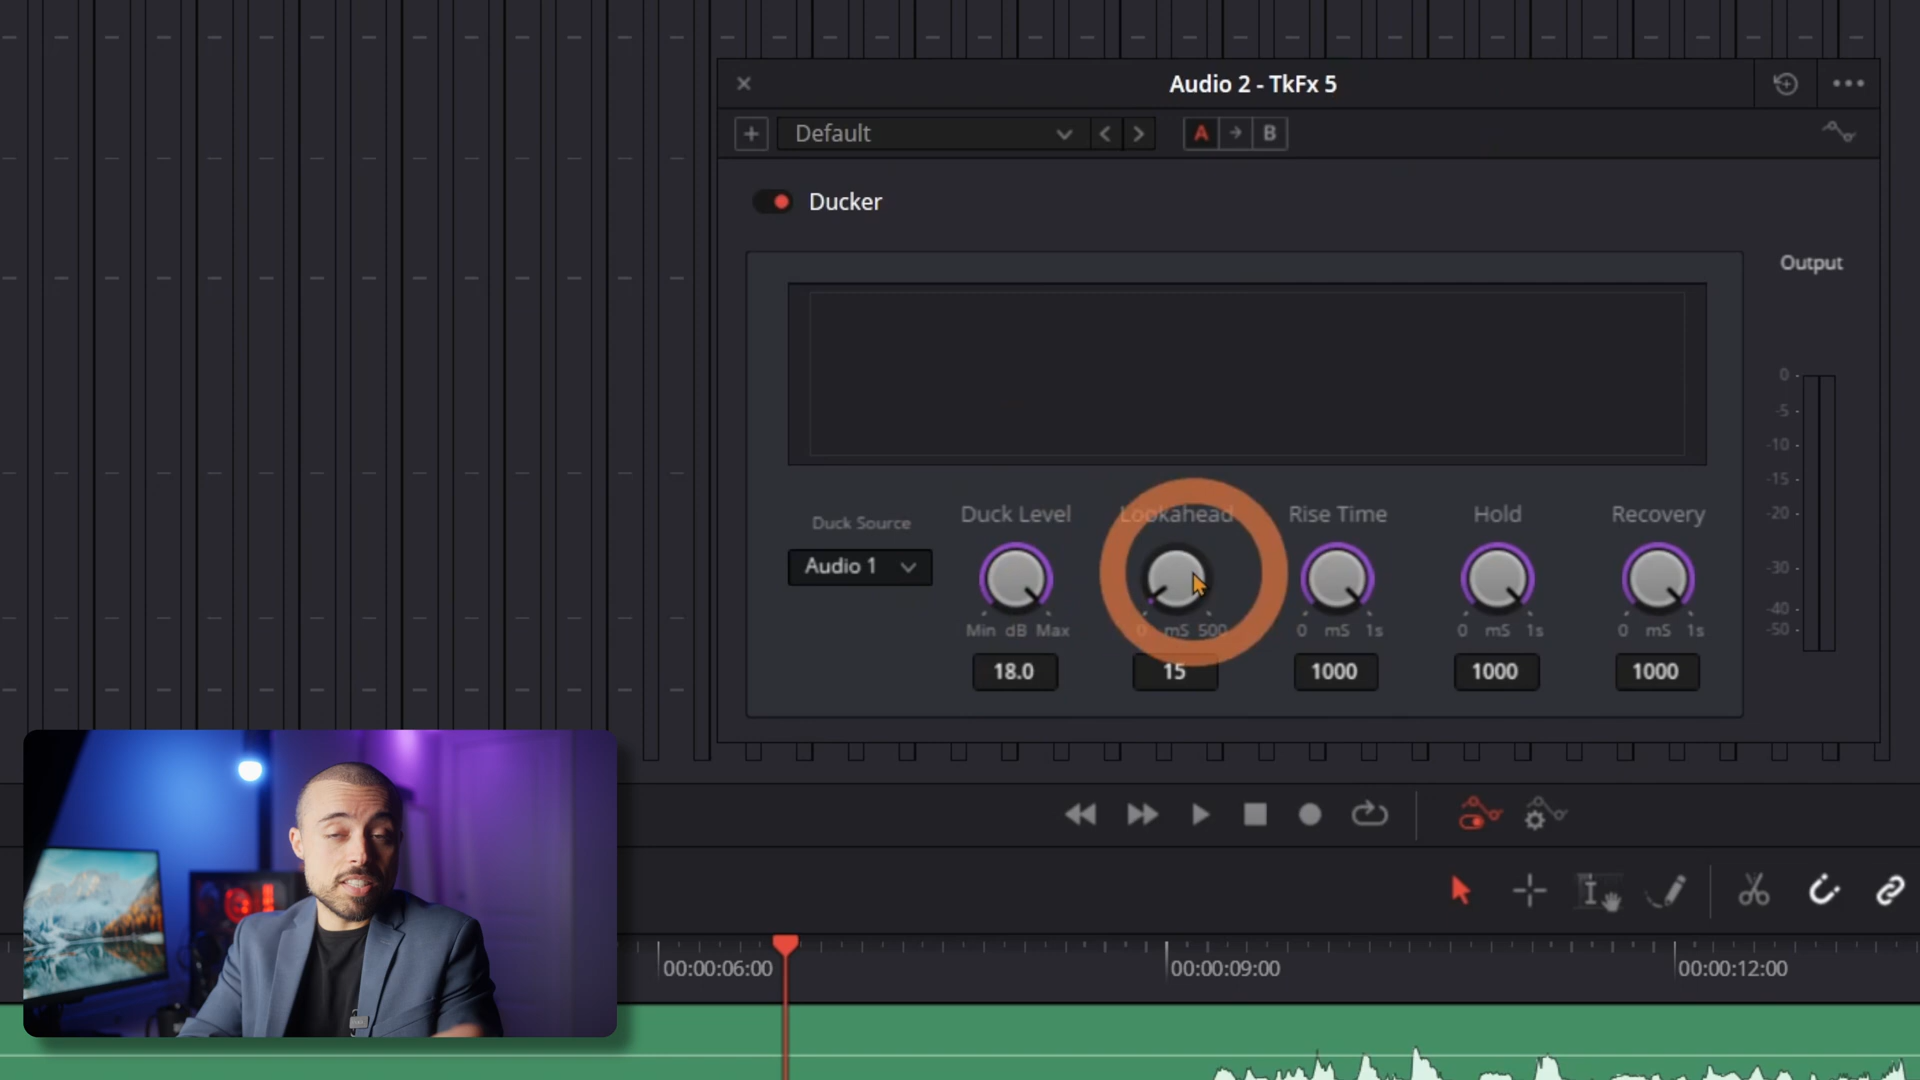 Audio 2 - TkFx 5
Default
A
B
Ducker
Output
0
-5
-10
-15
-20
-30
-40
-50
Duck Source
Audio 1
Duck Level
Min dB Max
18.0
Lookahead
0 mS 500
15
Rise Time
0 mS 1s
1000
Hold
0 mS 1s
1000
Recovery
0 mS 1s
1000
00:00:06:00
00:00:09:00
00:00:12:00